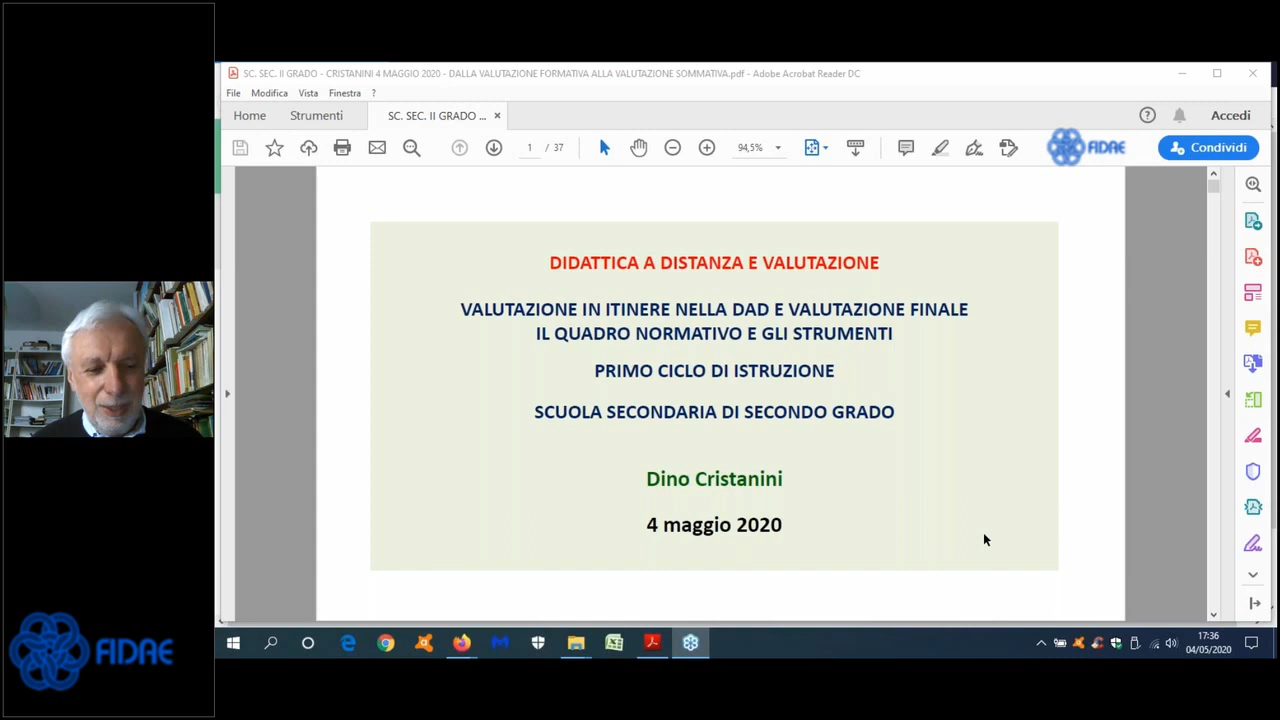 SC. SEC. II GRADO - CRISTANINI 4 MAGGIO 2020 - DALLA VALUTAZIONE FORMATIVA ALLA VALUTAZIONE SOMMATIVA.pdf - Adobe Acrobat Reader DC
File Modifica Vista Finestra ?
Home Strumenti SC. SEC. II GRADO ... × Accedi
1 / 37 94,5% FIDAE Condividi
DIDATTICA A DISTANZA E VALUTAZIONE
VALUTAZIONE IN ITINERE NELLA DAD E VALUTAZIONE FINALE
IL QUADRO NORMATIVO E GLI STRUMENTI
PRIMO CICLO DI ISTRUZIONE
SCUOLA SECONDARIA DI SECONDO GRADO
Dino Cristanini
4 maggio 2020
FIDAE
17:36
04/05/2020